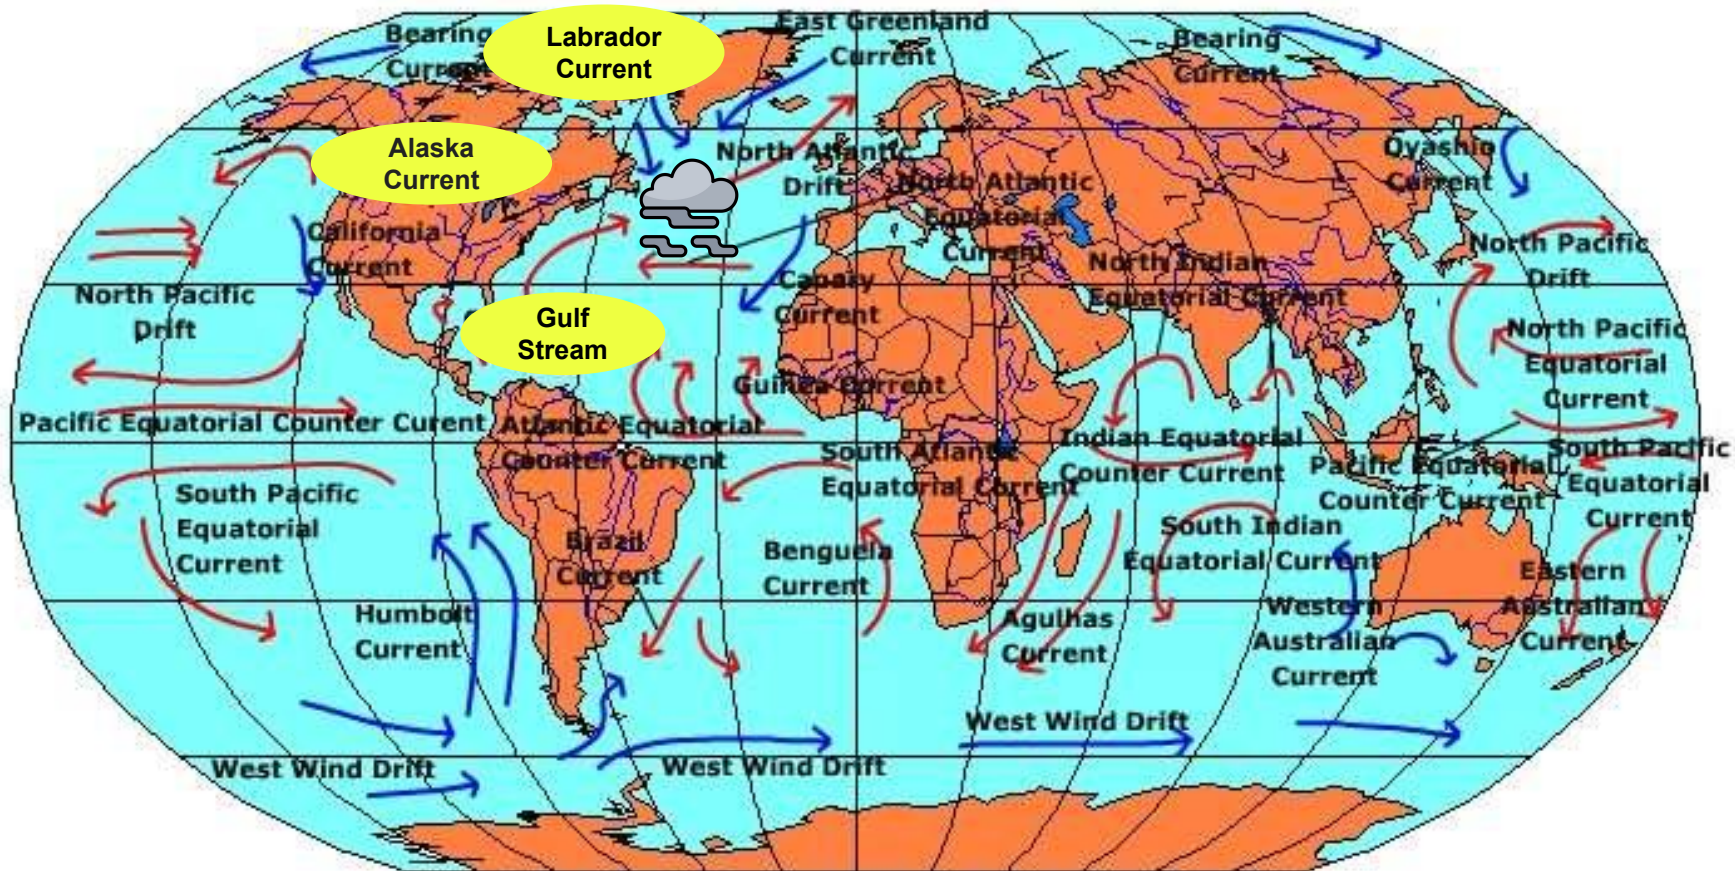 Bearing
Current
Labrador
Current
East Greenland
Current
Bearing
Current
Alaska
Current
North Atlantic
Drift
Oyashio
Current
North Atlantic
Equatorial
Current
California
Current
North Pacific
Drift
North Indian
Equatorial Current
Canary
Current
North Pacific
Drift
Gulf
Stream
North Pacific
Equatorial
Current
Guinea Current
Pacific Equatorial Counter Curent
Atlantic Equatorial
Counter Current
South Atlantic
Equatorial Current
Indian Equatorial
Counter Current
Pacific Equatorial
Counter Current
South Pacific
Equatorial
Current
South Pacific
Equatorial
Current
South Indian
Equatorial Current
Brazil
Current
Benguela
Current
Humbolt
Current
Agulhas
Current
Western
Australian
Current
Eastern
Australian
Current
West Wind Drift
West Wind Drift
West Wind Drift